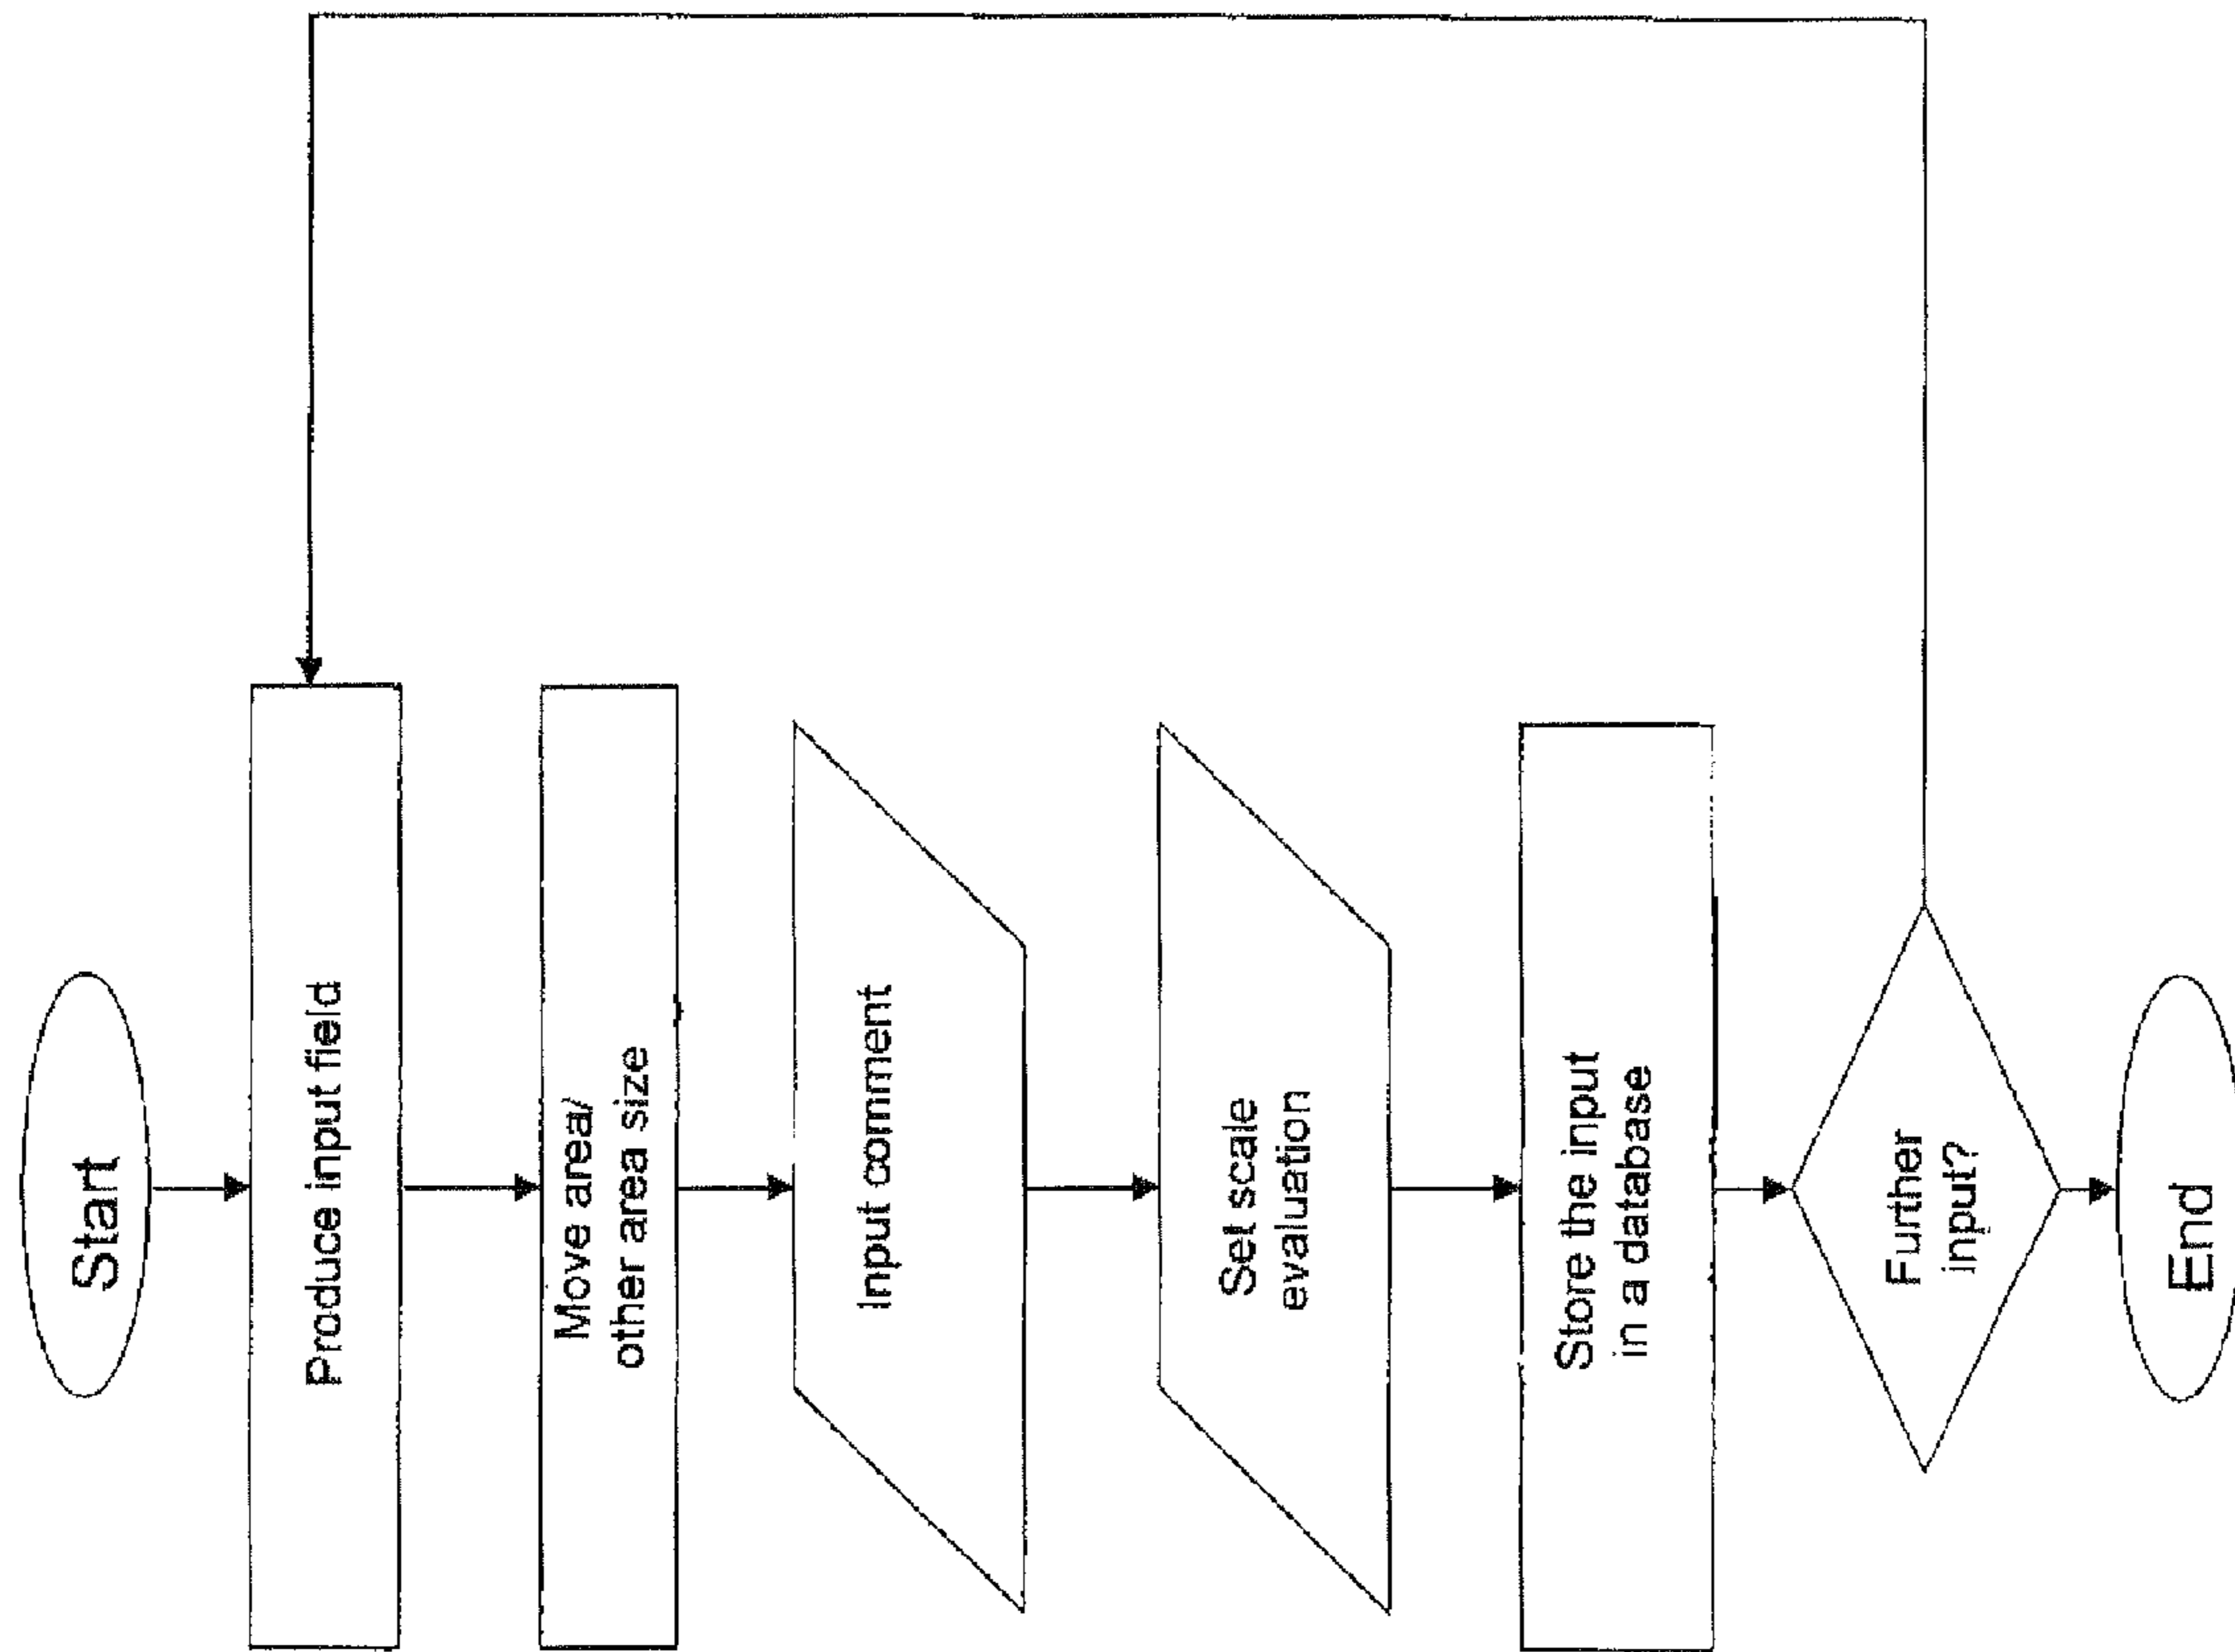 Start
Produce input field
Move area/
other area size
Input comment
Set scale
evaluation
Store the input
in a database
Further
input?
End